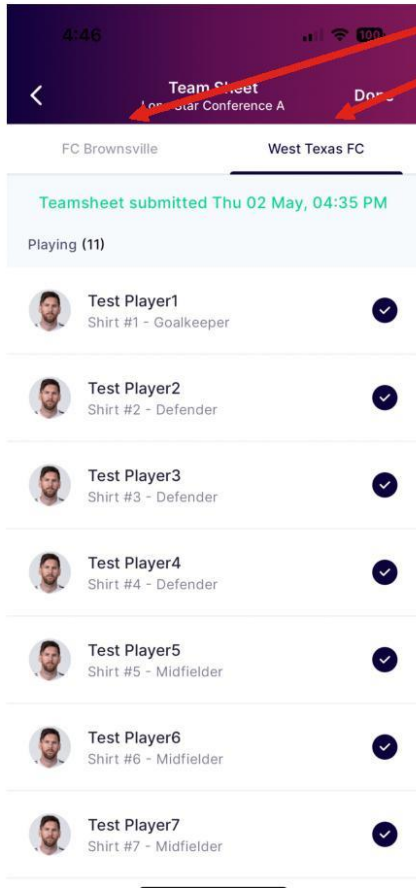 4:46
100
Team Sheet
Lone Star Conference A
Done
FC Brownsville
West Texas FC
Teamsheet submitted Thu 02 May, 04:35 PM
Playing (11)
Test Player1
Shirt #1 - Goalkeeper
Test Player2
Shirt #2 - Defender
Test Player3
Shirt #3 - Defender
Test Player4
Shirt #4 - Defender
Test Player5
Shirt #5 - Midfielder
Test Player6
Shirt #6 - Midfielder
Test Player7
Shirt #7 - Midfielder